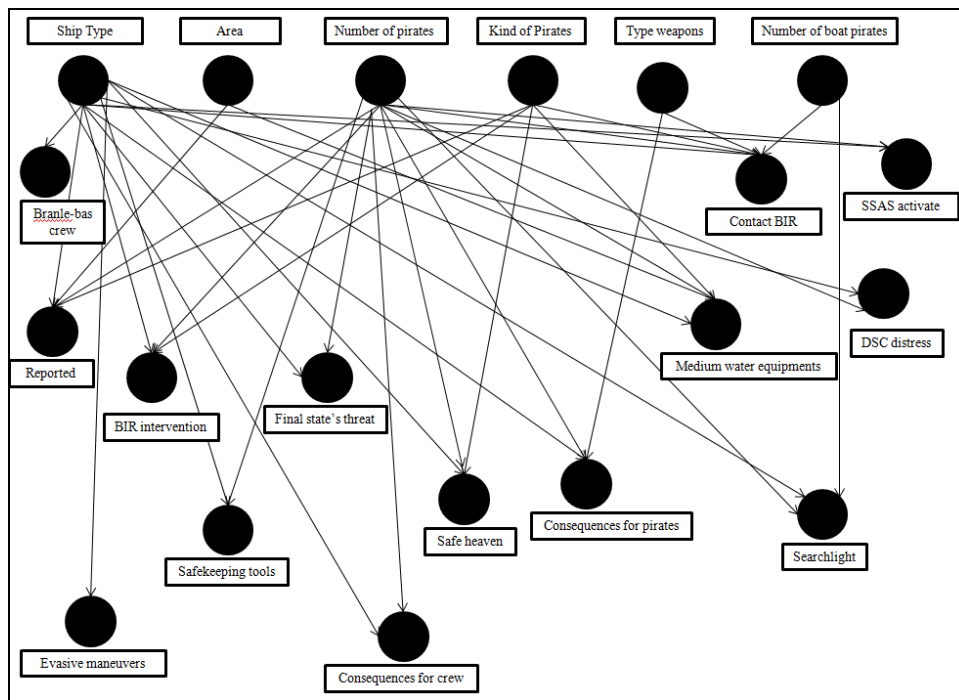 Ship Type
Area
Number of pirates
Kind of Pirates
Type weapons
Number of boat pirates
Branle-bas
crew
Contact BIR
SSAS activate
Reported
BIR intervention
Final state's threat
Medium water equipments
DSC distress
Safekeeping tools
Safe heaven
Consequences for pirates
Searchlight
Evasive maneuvers
Consequences for crew